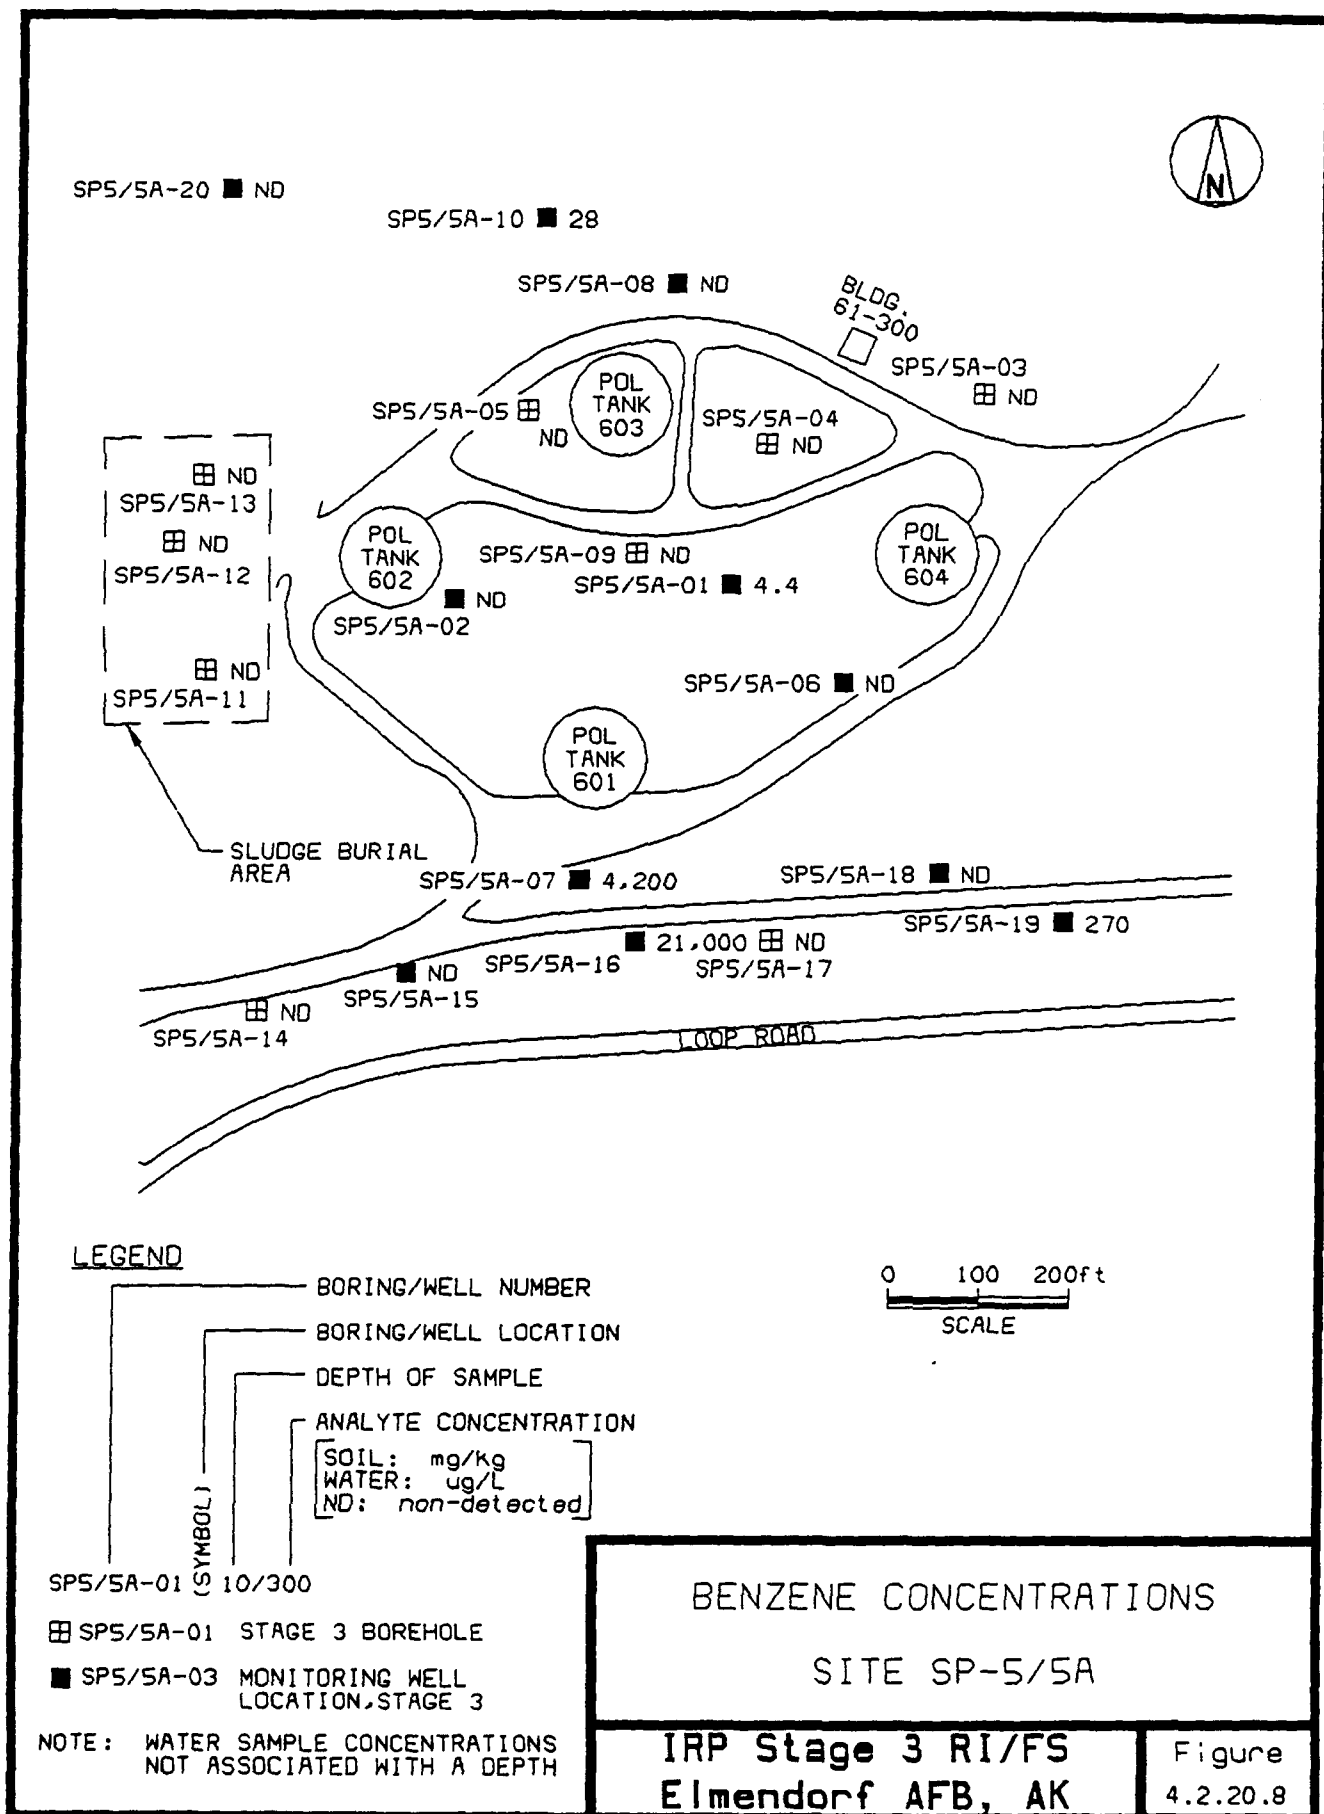 N
SP5/5A-20 ND
SP5/5A-10 28
SP5/5A-08 ND
BLDG.
61-300
SP5/5A-03
ND
POL
TANK
603
SP5/5A-05
ND
SP5/5A-04
ND
ND
SP5/5A-13
ND
SP5/5A-12
ND
SP5/5A-11
POL
TANK
602
SP5/5A-09 ND
SP5/5A-01 4.4
POL
TANK
604
ND
SP5/5A-02
SP5/5A-06 ND
POL
TANK
601
SLUDGE BURIAL
AREA
SP5/5A-07 4,200
SP5/5A-18 ND
SP5/5A-19 270
21,000
SP5/5A-16
ND
SP5/5A-17
ND
SP5/5A-15
ND
SP5/5A-14
LOOP ROAD
LEGEND
BORING/WELL NUMBER
BORING/WELL LOCATION
DEPTH OF SAMPLE
ANALYTE CONCENTRATION
SOIL: mg/kg
WATER: ug/L
ND: non-detected
(SYMBOL)
SP5/5A-01 10/300
SP5/5A-01 STAGE 3 BOREHOLE
SP5/5A-03 MONITORING WELL
LOCATION, STAGE 3
NOTE: WATER SAMPLE CONCENTRATIONS
NOT ASSOCIATED WITH A DEPTH
0 100 200ft
SCALE
BENZENE CONCENTRATIONS
SITE SP-5/5A
IRP Stage 3 RI/FS
Elmendorf AFB, AK
Figure
4.2.20.8